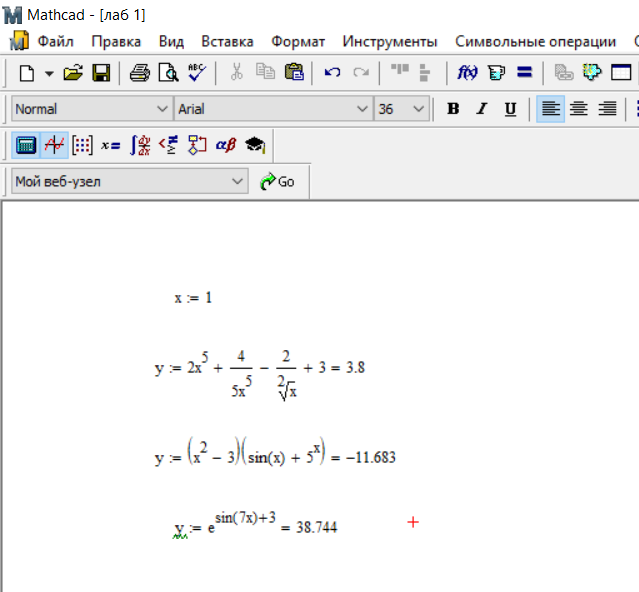 Mathcad - [лаб 1]
Файл Правка Вид Вставка Формат Инструменты Символьные операции
Normal Arial 36 B I U
x= αβ
Мой веб-узел Go
x := 1
y := 2x^5 + 4/(5x^5) - 2/\sqrt[2]{x} + 3 = 3.8
y := (x^2 - 3)(sin(x) + 5^x) = -11.683
y := e^(sin(7x)+3) = 38.744